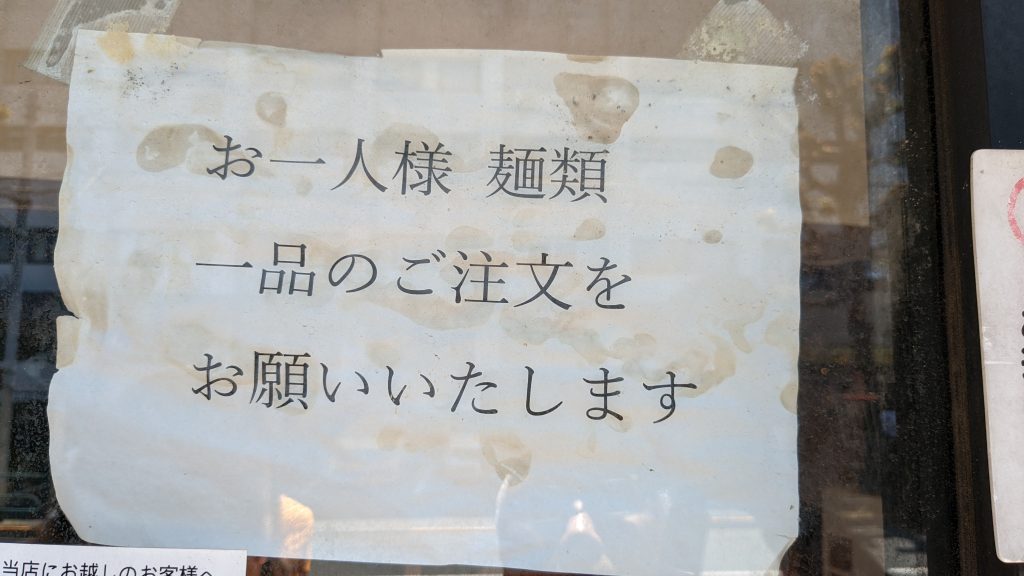 お一人様 麺類
一品のご注文を
お願いいたします
当店にお越しのお客様へ